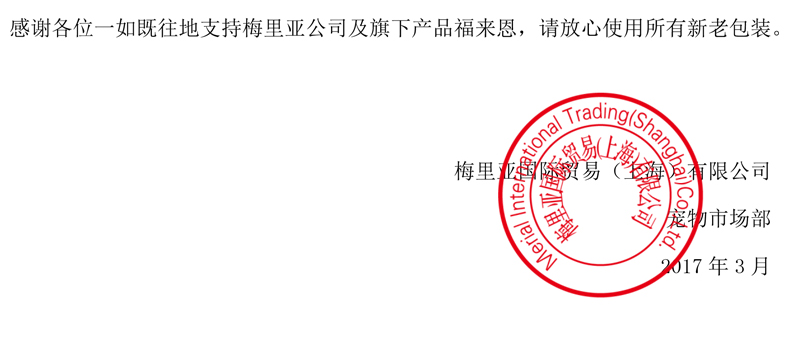 感谢各位一如既往地支持梅里亚公司及旗下产品福来恩，请放心使用所有新老包装。
Merial International Trading(Shanghai)Co.Ltd.
梅里亚国际贸易(上海)有限公司
梅里亚国际贸易（上海）有限公司
宠物市场部
2017 年 3 月